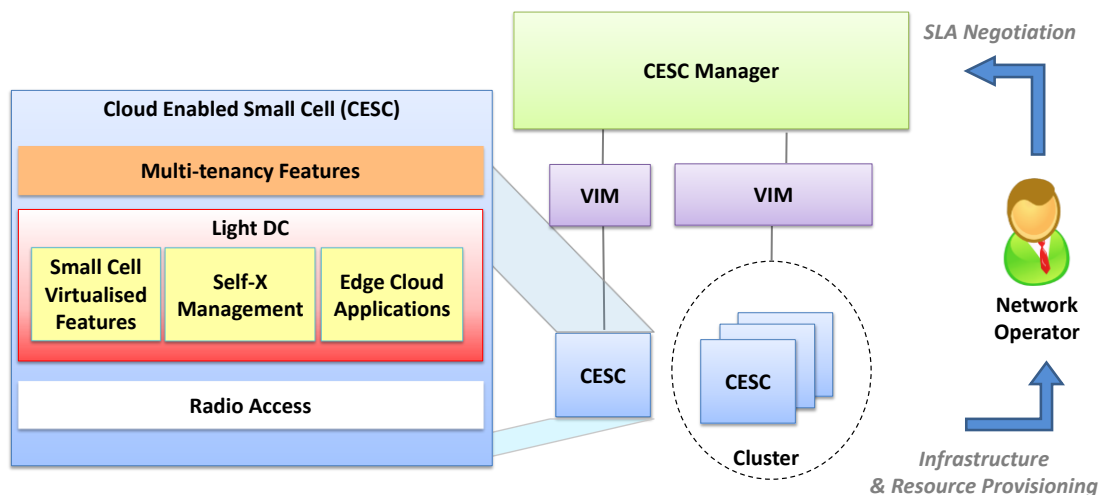 Cloud Enabled Small Cell (CESC)
Multi-tenancy Features
Light DC
Small Cell
Virtualised
Features
Self-X
Management
Edge Cloud
Applications
Radio Access
CESC Manager
VIM
VIM
CESC
CESC
Cluster
SLA Negotiation
Network
Operator
Infrastructure
& Resource Provisioning